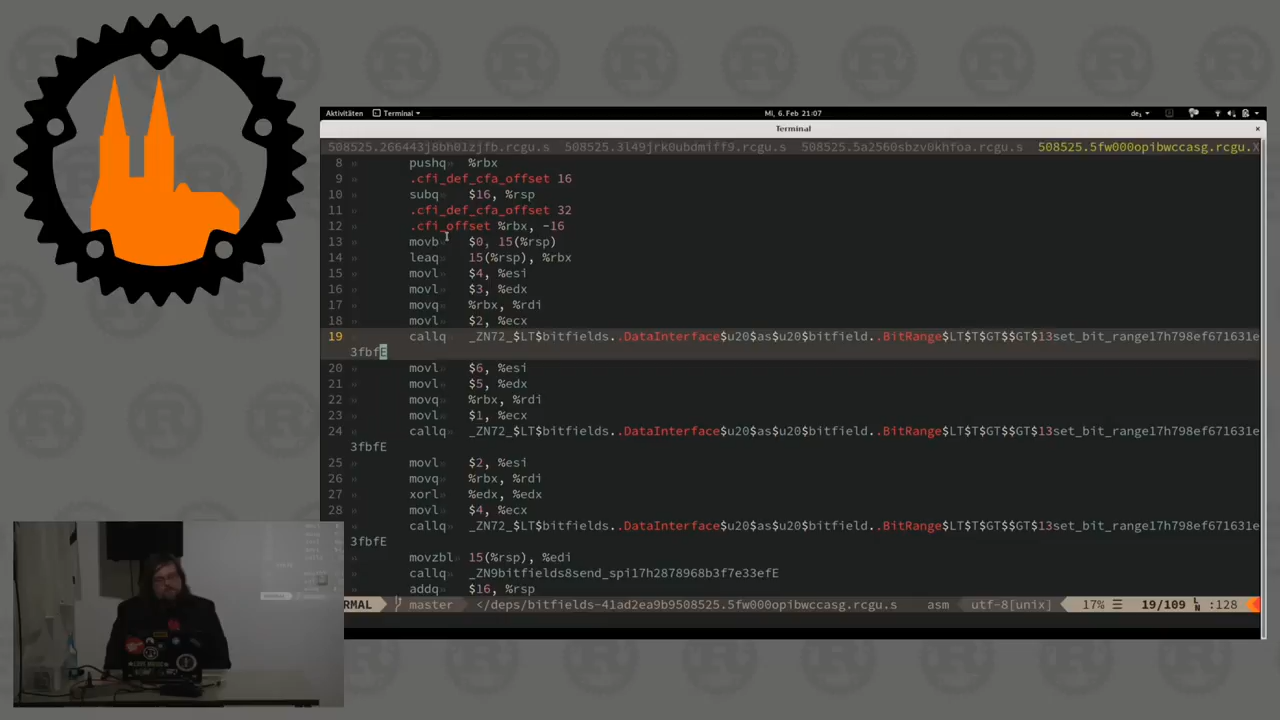 Aktivitäten Terminal Mi, 6. Feb 21:07 de₁
Terminal ×
508525.266443j8bh01zjfb.rcgu.s 508525.3l49jrk0ubdmiff9.rcgu.s 508525.5a2560sbzv0khfoa.rcgu.s 508525.5fw000opibwccasg.rcgu.X
8 pushq %rbx
9 .cfi_def_cfa_offset 16
10 subq $16, %rsp
11 .cfi_def_cfa_offset 32
12 .cfi_offset %rbx, -16
13 movb $0, 15(%rsp)
14 leaq 15(%rsp), %rbx
15 movl $4, %esi
16 movl $3, %edx
17 movq %rbx, %rdi
18 movl $2, %ecx
19 callq _ZN72_$LT$bitfields..DataInterface$u20$as$u20$bitfield..BitRange$LT$T$GT$$GT$13set_bit_range17h798ef671631e
3fbfE
20 movl $6, %esi
21 movl $5, %edx
22 movq %rbx, %rdi
23 movl $1, %ecx
24 callq _ZN72_$LT$bitfields..DataInterface$u20$as$u20$bitfield..BitRange$LT$T$GT$$GT$13set_bit_range17h798ef671631e
3fbfE
25 movl $2, %esi
26 movq %rbx, %rdi
27 xorl %edx, %edx
28 movl $4, %ecx
callq _ZN72_$LT$bitfields..DataInterface$u20$as$u20$bitfield..BitRange$LT$T$GT$$GT$13set_bit_range17h798ef671631e
3fbfE
movzbl 15(%rsp), %edi
callq _ZN9bitfields8send_spi17h2878968b3f7e33efE
addq $16, %rsp
RMAL master </deps/bitfields-41ad2ea9b9508525.5fw000opibwccasg.rcgu.s asm utf-8[unix] 17% ☰ 19/109 :128